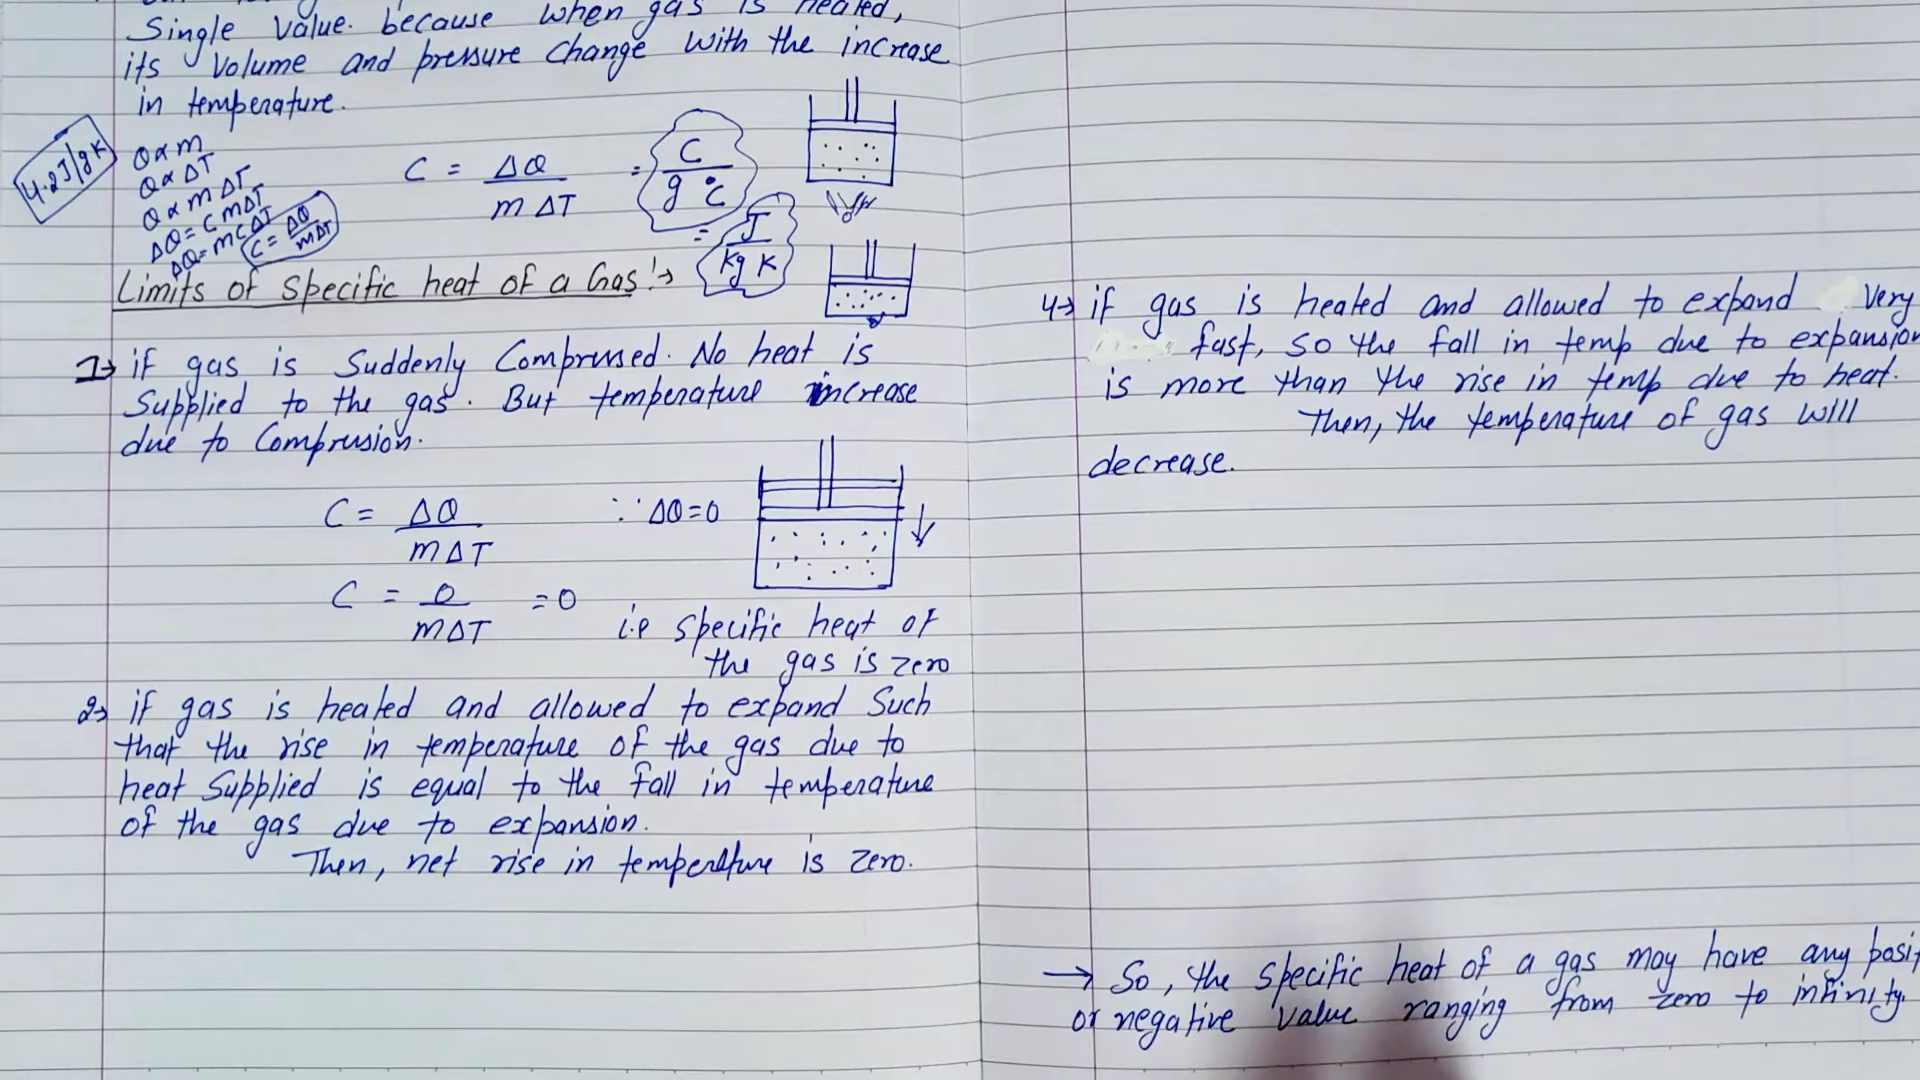 Single Value. because when gas is heated,
its Volume and pressure change with the increase
in temperature.
4.2J/gK
Q ∝ m
Q ∝ ΔT
Q ∝ m ΔT
ΔQ = C m ΔT
ΔQ = m C ΔT
C = ΔQ / mΔT
C = ΔQ / m ΔT = C / g °C
= J / kg K
Limits of Specific heat of a Gas!→
1→ if gas is Suddenly Compressed. No heat is
Supplied to the gas. But temperature increase
due to Compression.
C = ΔQ / mΔT ∵ ΔQ=0
C = 0 / mΔT = 0
i.e specific heat of
the gas is zero
2→ if gas is heated and allowed to expand Such
that the rise in temperature of the gas due to
heat Supplied is equal to the fall in temperature
of the gas due to expansion.
Then, net rise in temperature is zero.
4→ if gas is heated and allowed to expand Very
fast, so the fall in temp due to expansion
is more than the rise in temp due to heat.
Then, the temperature of gas will
decrease.
→ So, the specific heat of a gas may have any posit
or negative value ranging from zero to infinity.